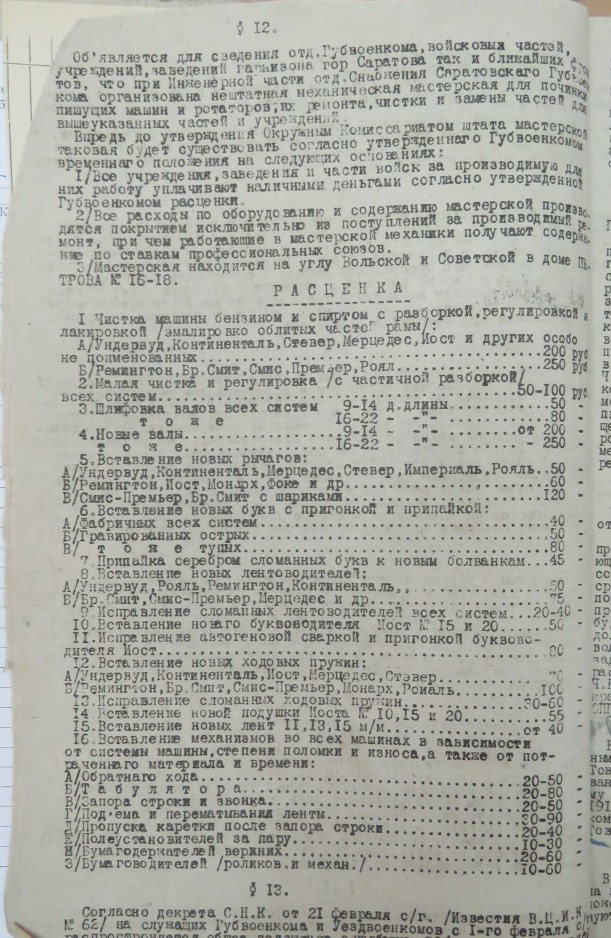 § 12.
Об'является для сведения отд.Губвоенкома,войсковых частей,
учреждений,заведений гарнизона гор Саратова так и ближайших
тов, что при Инженерной части отд.Снабжения Саратовскаго Губвоен-
кома организована нештатная механическая мастерская для починки
пишущих машин и ротаторов,их ремонта,чистки и замены частей для
вышеуказанных частей и учреждений.
Впредь до утверждения Окружным Комиссариатом штата мастерской
таковая будет существовать согласно утвержденнаго Губвоенкомом
временнаго положения на следующих основаниях:
1/Все учреждения,заведения и части войск за производимую для
них работу уплачивают наличными деньгами согласно утвержденной
Губвоенкомом расценки.
2/Все расходы по оборудованию и содержанию мастерской произво-
дятся покрытием исключительно из поступлений за производимый ре-
монт, при чем работающие в мастерской механики получают содержа-
ние по ставкам профессиональных союзов.
3/Мастерская находится на углу Вольской и Советской в доме ПЕ-
ТРОВА № 16-18.
РАСЦЕНКА
I Чистка машины бензином и спиртом с разборкой,регулировкой и
лакировкой /эмалировко облитых часте рамы/:
А/Ундервуд,Континенталь,Стевер,Мерцедес,Иост и других особо
не поименованных..........200 руб
Б/Ремингтон,Бр.Смит,Смис,Премьер,Роял..........250 руб
2.Малая чистка и регулировка /с частичной разборкой/
всех систем..........50-100 руб.
3.Шлифовка валов всех систем 9-14 д.длины..........50 -
т о ж е 16-22 - -"- ..........80 -
4.Новые валы..........9-14 - -"- ..........от 200 -
т о ж е..........16-22 - -"- ..........- 250 -
5.Вставление новых рычагов:
А/Ундервуд,Континенталь,Мерцедес,Стевер,Империаль,Рояль..50 -
Б/Ремингтон,Иост,Монарх,Фоке и др..........60 -
В/Смис-Премьер,Бр.Смит с шариками..........120 -
6.Вставление новых букв с пригонкой и припайкой:
А/Фабричных всех систем..........40 -
Б/Гравированных острых..........50 -
В/ т о ж е тупых..........80 -
7.Припайка серебром сломанных букв к новым болванкам...45 -
8.Вставление новых лентоводителей:
А/Ундервуд,Рояль,Ремингтон,Континенталь,..........50 -
Б/Бр.Смит,Смис-Премьер,Мерцедес и др..........75 -
9.Исправление сломанных лентоводителей всех систем...20-40 -
10.Вставление новаго буквоводителя Иост № 15 и 20.....50 -
11.Исправление автогеновой сваркой и пригонкой буквово-
дителя Иост..........80 -
12.Вставление новых ходовых пружин:
А/Ундервуд,Континенталь,Иост,Мерцедес,Стэвер..........70 -
Б/Ремингтон,Бр.Смит,Смис-Премьер,Монарх,Роиаль..........100
13.Исправление сломанных ходовых пружин..........30-60 -
14.Вставление новой подушки Иоста № 10,15 и 20..........55
15.Вставление новых лент 11,13,15 м/м..........от 40 -
16.Вставление механизмов во всех машинах в зависимости
от системы машины,степени поломки и износа,а также от пот-
раченнаго материала и времени:
А/Обратнаго хода..........20-50 -
Б/Т а б у л я т о р а..........20-80 -
В/Запора строки и звонка..........20-50 -
Г/Под'ема и перематывания ленты..........30-90 -
Д/Пропуска каретки после запора строки..........20-40 -
Е/Полеустановителей за пару..........10-30 -
Ж/Бумагодержателей верхних..........20-60 -
З/Бумаговодителей /роликов.и механ./..........10-60 -
§ 13.
Согласно декрета С.Н.К. от 21 февраля с/г. /Известия В.Ц.И.К
№ 62/ на служащих Губвоенкома и Уездвоенкомов с 1-го февраля с/г